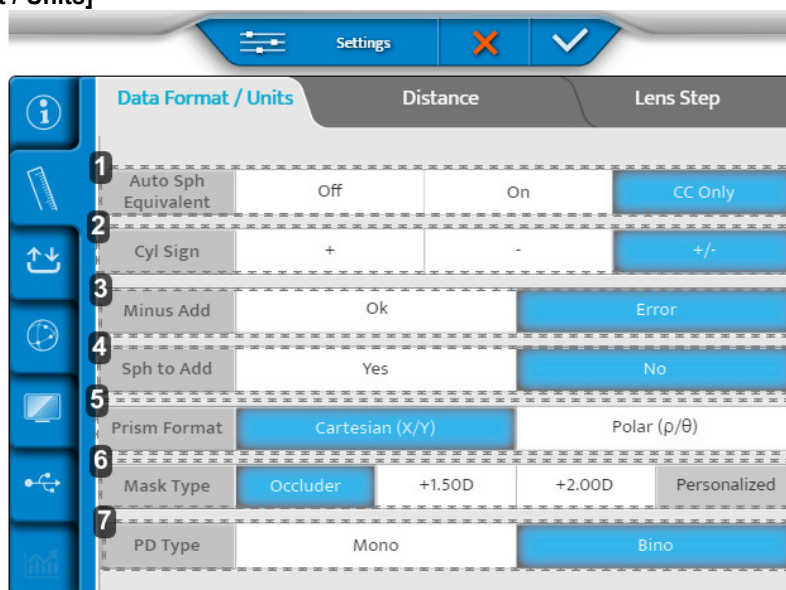 t / Units]
Settings
Data Format / Units Distance Lens Step
1
Auto Sph Equivalent Off On CC Only
2
Cyl Sign + - +/-
3
Minus Add Ok Error
4
Sph to Add Yes No
5
Prism Format Cartesian (X/Y) Polar (ρ/θ)
6
Mask Type Occluder +1.50D +2.00D Personalized
7
PD Type Mono Bino